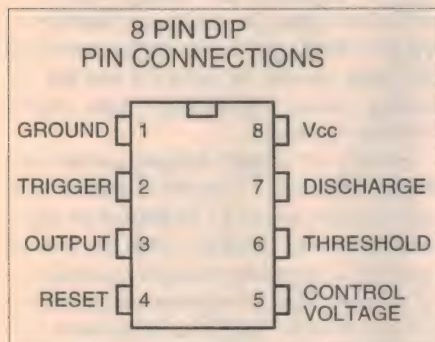 8 PIN DIP
PIN CONNECTIONS
GROUND 1 8 Vcc
TRIGGER 2 7 DISCHARGE
OUTPUT 3 6 THRESHOLD
RESET 4 5 CONTROL
VOLTAGE